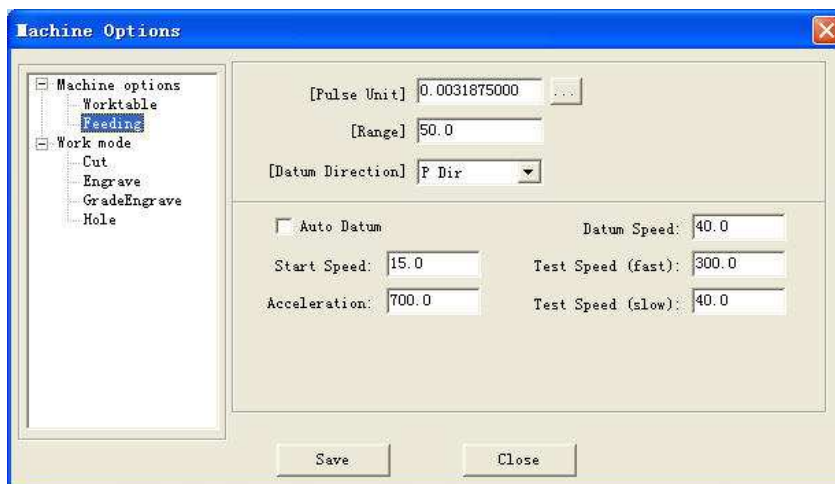 Machine Options
Machine options
Worktable
Feeding
Work mode
Cut
Engrave
GradeEngrave
Hole
[Pulse Unit] 0.0031875000 ...
[Range] 50.0
[Datum Direction] P Dir
Auto Datum
Datum Speed: 40.0
Start Speed: 15.0
Test Speed (fast): 300.0
Acceleration: 700.0
Test Speed (slow): 40.0
Save
Close